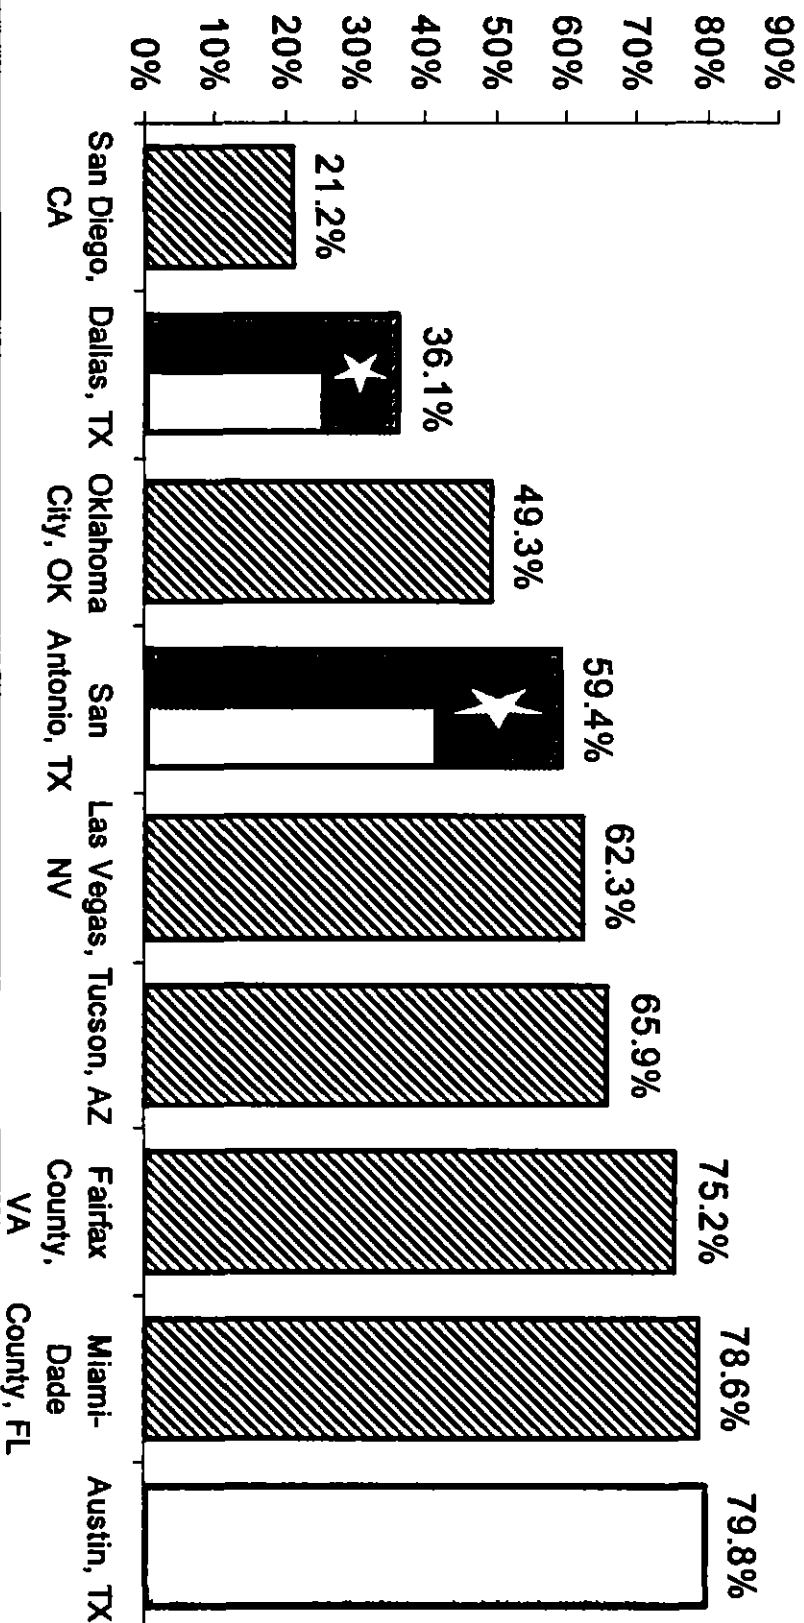 90%
80%
70%
60%
50%
40%
30%
20%
10%
0%
21.2%
36.1%
49.3%
59.4%
62.3%
65.9%
75.2%
78.6%
79.8%
San Diego,
CA
Dallas, TX
Oklahoma
City, OK
San
Antonio, TX
Las Vegas,
NV
Tucson, AZ
Fairfax
County,
VA
Miami-
Dade
County, FL
Austin, TX